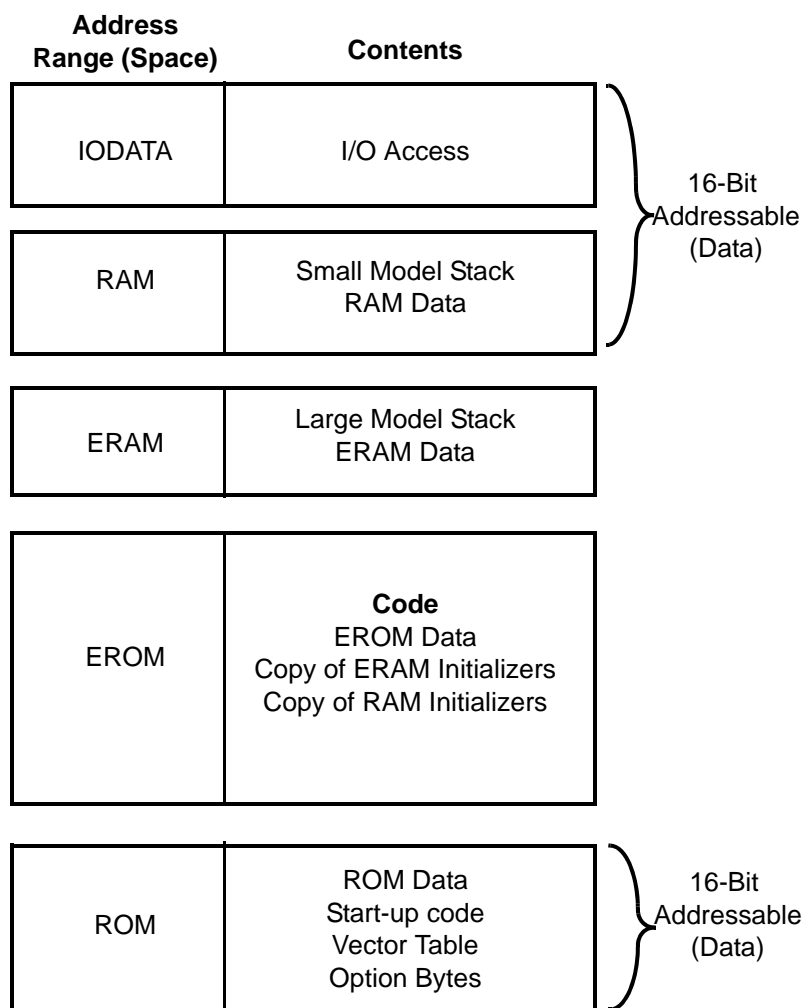 Address
Range (Space)
Contents
IODATA
I/O Access
16-Bit
Addressable
(Data)
RAM
Small Model Stack
RAM Data
ERAM
Large Model Stack
ERAM Data
EROM
Code
EROM Data
Copy of ERAM Initializers
Copy of RAM Initializers
ROM
ROM Data
Start-up code
Vector Table
Option Bytes
16-Bit
Addressable
(Data)